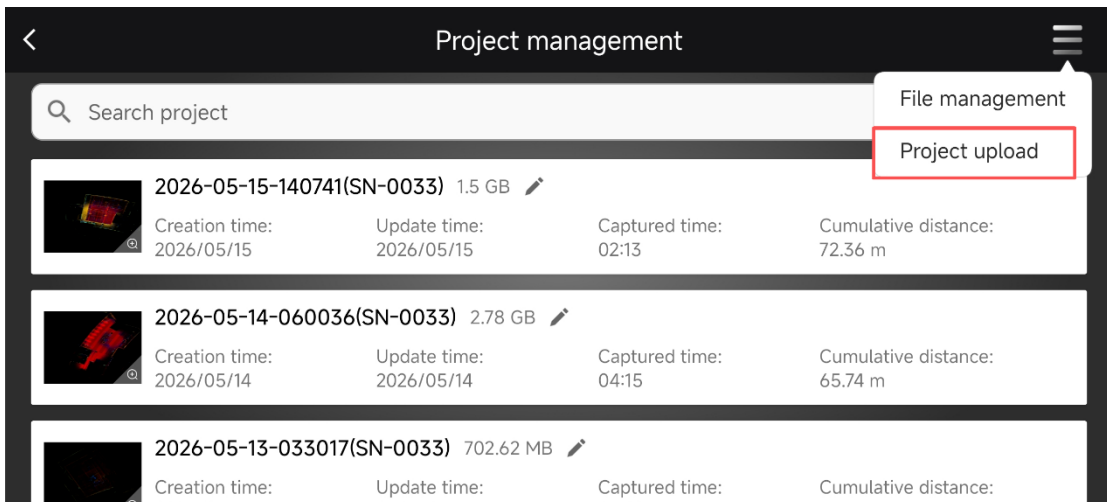 Project management
File management
Search project
Project upload
2026-05-15-140741(SN-0033) 1.5 GB
Creation time: Update time: Captured time: Cumulative distance:
2026/05/15 2026/05/15 02:13 72.36 m
2026-05-14-060036(SN-0033) 2.78 GB
Creation time: Update time: Captured time: Cumulative distance:
2026/05/14 2026/05/14 04:15 65.74 m
2026-05-13-033017(SN-0033) 702.62 MB
Creation time: Update time: Captured time: Cumulative distance: